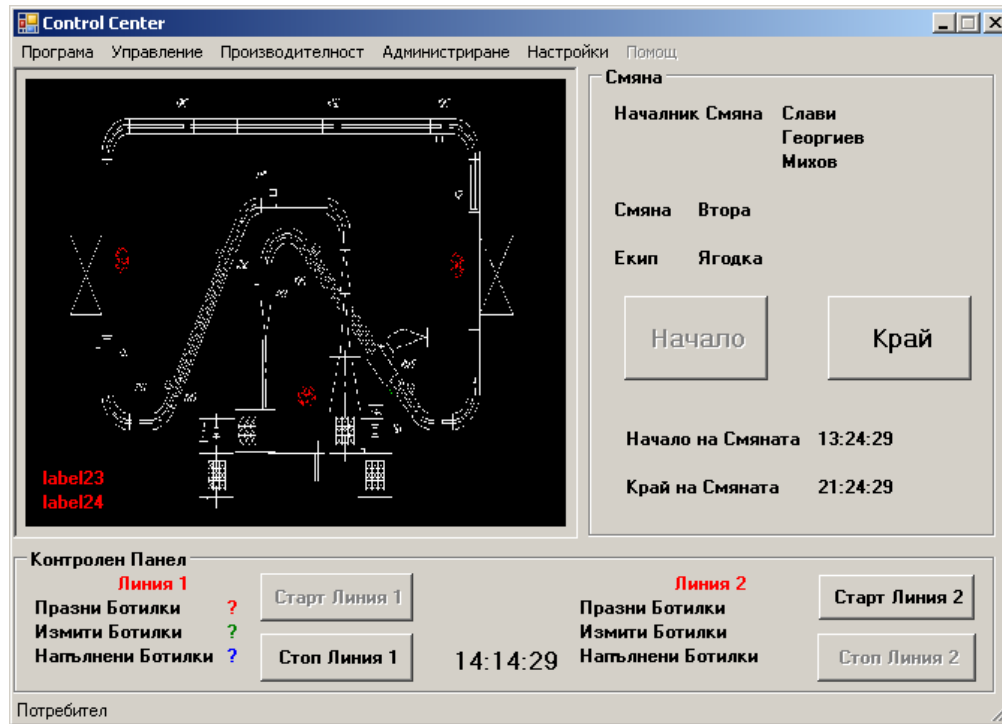 Control Center
Програма Управление Производителност Администриране Настройки Помощ
Смяна
Началник Смяна Слави
Георгиев
Михов
Смяна Втора
Екип Ягодка
Начало Край
Начало на Смяната 13:24:29
Край на Смяната 21:24:29
label23
label24
Контролен Панел
Линия 1
Празни Ботилки ?
Измити Ботилки ?
Напълнени Ботилки ?
Старт Линия 1
Стоп Линия 1
14:14:29
Линия 2
Празни Ботилки
Измити Ботилки
Напълнени Ботилки
Старт Линия 2
Стоп Линия 2
Потребител